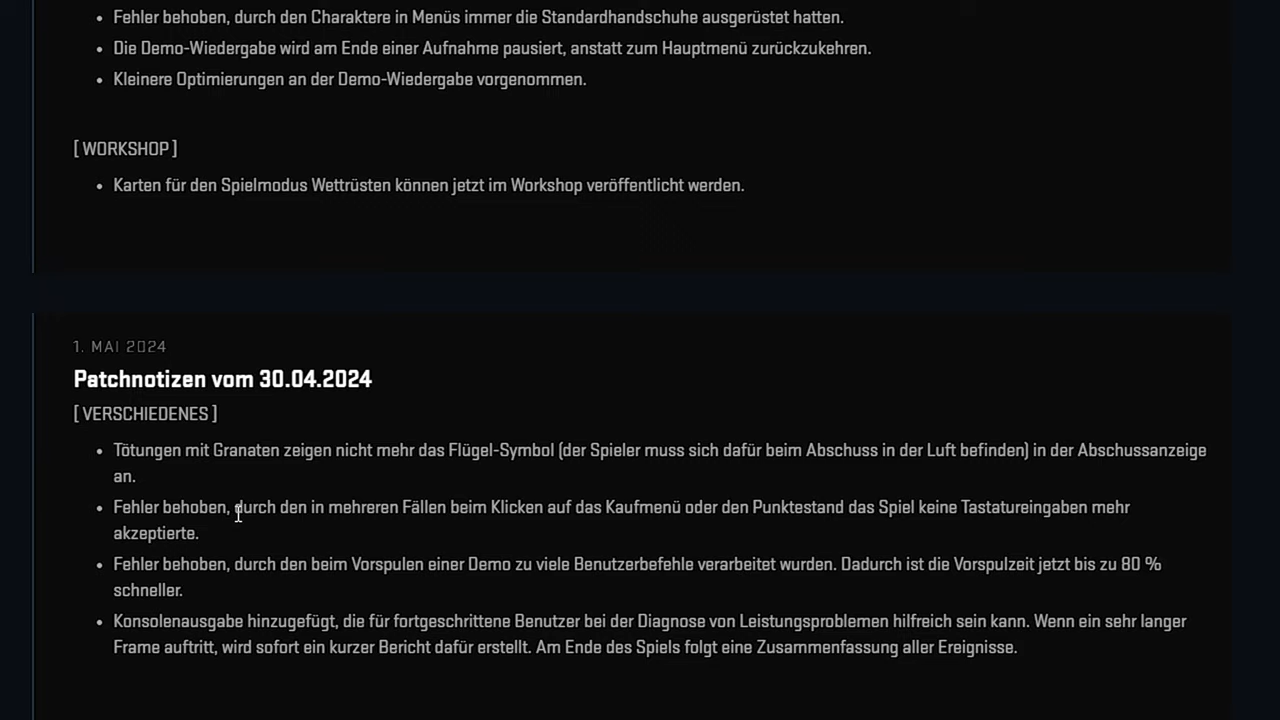 • Fehler behoben, durch den Charaktere in Menüs immer die Standardhandschuhe ausgerüstet hatten.
• Die Demo-Wiedergabe wird am Ende einer Aufnahme pausiert, anstatt zum Hauptmenü zurückzukehren.
• Kleinere Optimierungen an der Demo-Wiedergabe vorgenommen.
[ WORKSHOP ]
• Karten für den Spielmodus Wettrüsten können jetzt im Workshop veröffentlicht werden.
1. MAI 2024
Patchnotizen vom 30.04.2024
[ VERSCHIEDENES ]
• Tötungen mit Granaten zeigen nicht mehr das Flügel-Symbol (der Spieler muss sich dafür beim Abschuss in der Luft befinden) in der Abschussanzeige
an.
• Fehler behoben, durch den in mehreren Fällen beim Klicken auf das Kaufmenü oder den Punktestand das Spiel keine Tastatureingaben mehr
akzeptierte.
• Fehler behoben, durch den beim Vorspulen einer Demo zu viele Benutzerbefehle verarbeitet wurden. Dadurch ist die Vorspulzeit jetzt bis zu 80 %
schneller.
• Konsolenausgabe hinzugefügt, die für fortgeschrittene Benutzer bei der Diagnose von Leistungsproblemen hilfreich sein kann. Wenn ein sehr langer
Frame auftritt, wird sofort ein kurzer Bericht dafür erstellt. Am Ende des Spiels folgt eine Zusammenfassung aller Ereignisse.